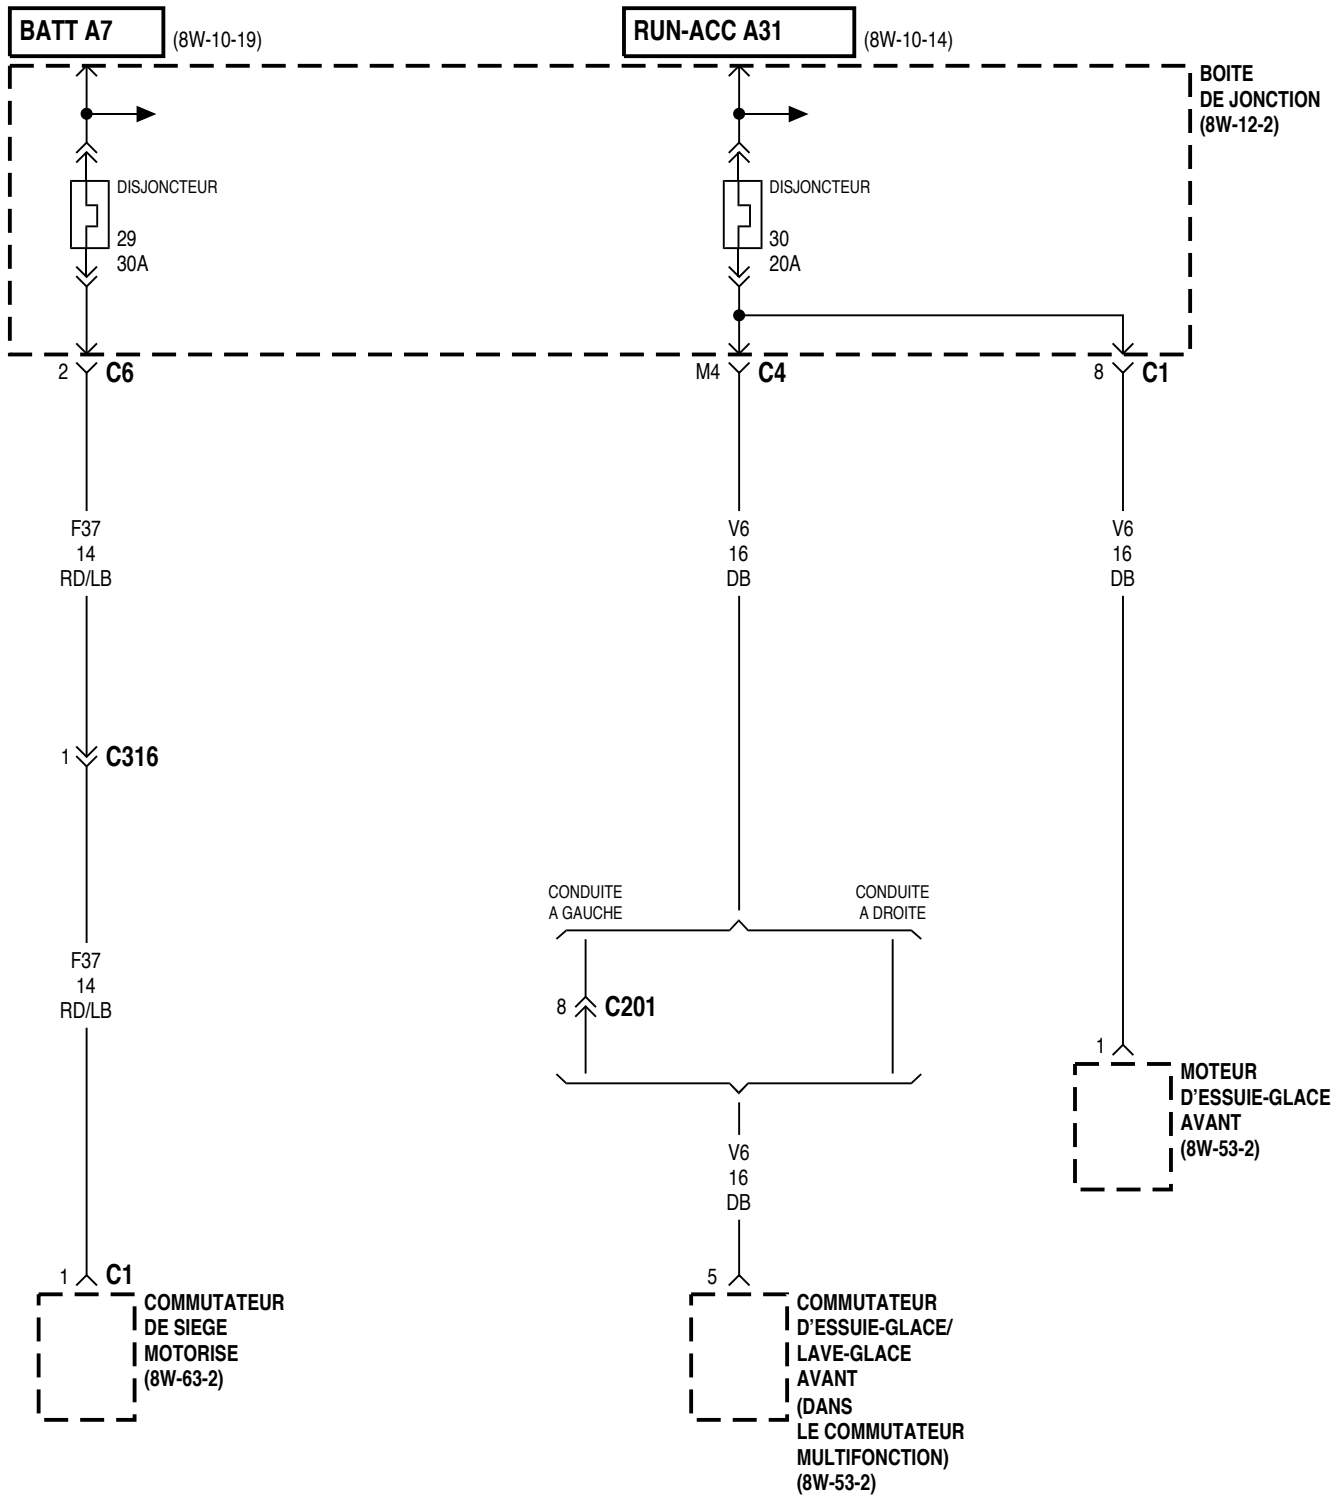 BATT A7
(8W-10-19)
RUN-ACC A31
(8W-10-14)
BOITE
DE JONCTION
(8W-12-2)
DISJONCTEUR
29
30A
DISJONCTEUR
30
20A
2 C6
M4 C4
8 C1
F37
14
RD/LB
V6
16
DB
V6
16
DB
1 C316
CONDUITE
A GAUCHE
CONDUITE
A DROITE
F37
14
RD/LB
8 C201
1
MOTEUR
D'ESSUIE-GLACE
AVANT
(8W-53-2)
V6
16
DB
1 C1
COMMUTATEUR
DE SIEGE
MOTORISE
(8W-63-2)
5
COMMUTATEUR
D'ESSUIE-GLACE/
LAVE-GLACE
AVANT
(DANS
LE COMMUTATEUR
MULTIFONCTION)
(8W-53-2)